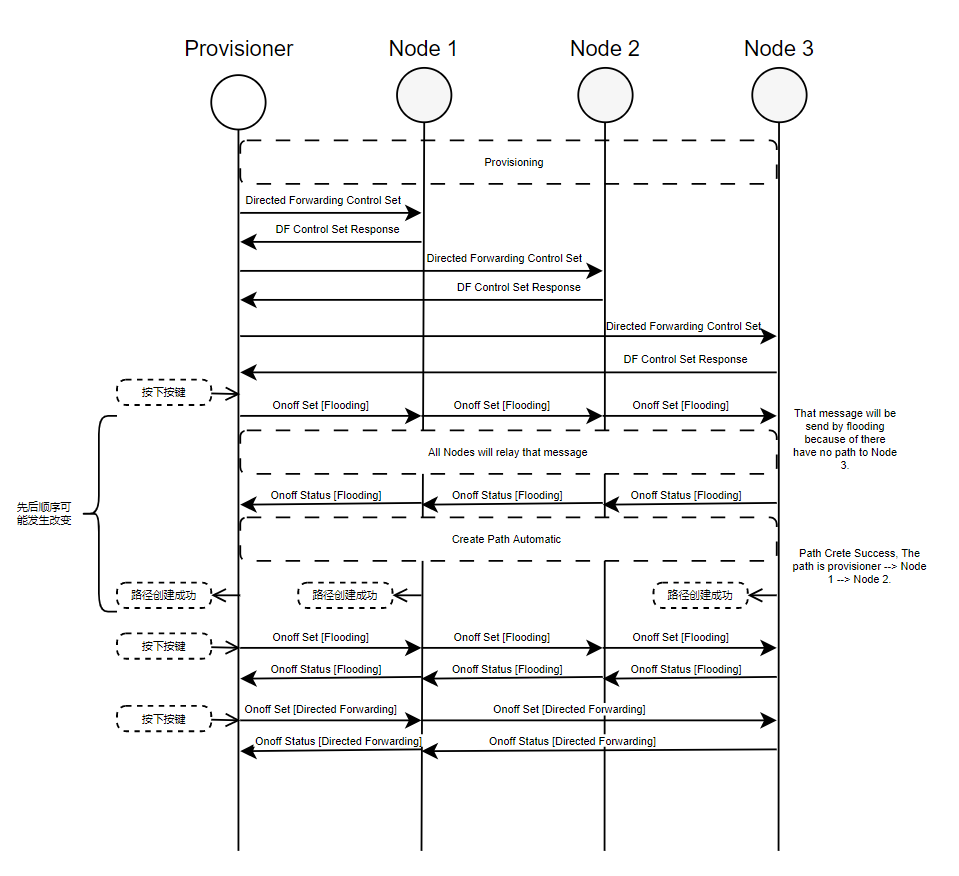 Provisioner
Node 1
Node 2
Node 3
Provisioning
Directed Forwarding Control Set
DF Control Set Response
Directed Forwarding Control Set
DF Control Set Response
Directed Forwarding Control Set
DF Control Set Response
按下按键
Onoff Set [Flooding]
Onoff Set [Flooding]
Onoff Set [Flooding]
That message will be
send by flooding
because of there
have no path to Node
3.
All Nodes will relay that message
先后顺序可
能发生改变
Onoff Status [Flooding]
Onoff Status [Flooding]
Onoff Status [Flooding]
Create Path Automatic
Path Crete Success, The
path is provisioner --> Node
1 --> Node 2.
路径创建成功
路径创建成功
路径创建成功
按下按键
Onoff Set [Flooding]
Onoff Set [Flooding]
Onoff Set [Flooding]
Onoff Status [Flooding]
Onoff Status [Flooding]
Onoff Status [Flooding]
按下按键
Onoff Set [Directed Forwarding]
Onoff Set [Directed Forwarding]
Onoff Status [Directed Forwarding]
Onoff Status [Directed Forwarding]